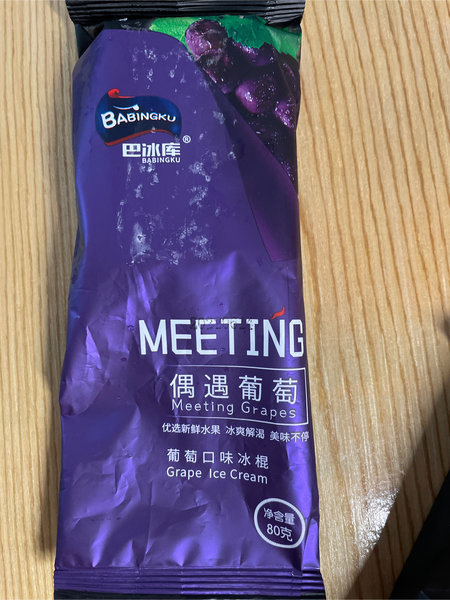 BABINGKU
巴冰库®
BABINGKU
MEETING
偶遇葡萄
Meeting Grapes
优选新鲜水果 冰爽解渴 美味不停
葡萄口味冰棍
Grape Ice Cream
净含量
80克